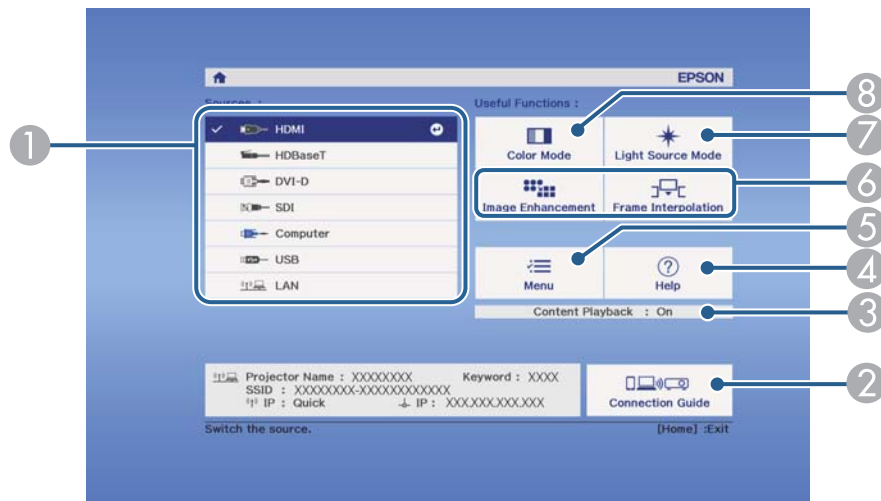 EPSON
Sources :
Useful Functions :
HDMI
HDBaseT
DVI-D
SDI
Computer
USB
LAN
Color Mode
Light Source Mode
Image Enhancement
Frame Interpolation
Menu
Help
Content Playback : On
Projector Name : XXXXXXXX Keyword : XXXX
SSID : XXXXXXXX-XXXXXXXXXXXX
IP : Quick IP : XXX.XXX.XXX.XXX
Connection Guide
Switch the source.
[Home] :Exit
1
8
7
6
5
4
3
2